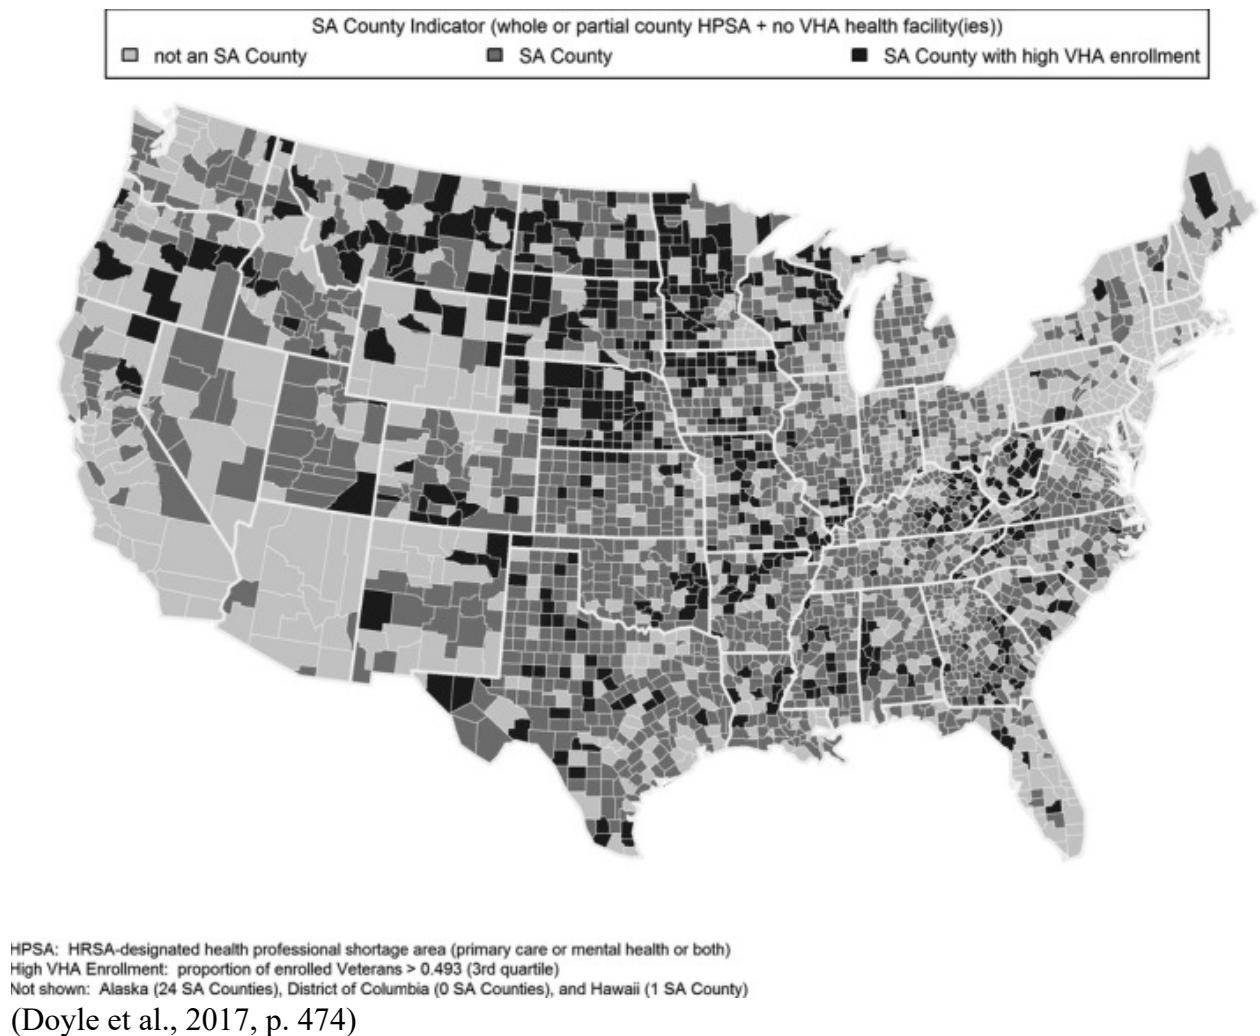 SA County Indicator (whole or partial county HPSA + no VHA health facility(ies))
not an SA County SA County SA County with high VHA enrollment
HPSA: HRSA-designated health professional shortage area (primary care or mental health or both)
High VHA Enrollment: proportion of enrolled Veterans > 0.493 (3rd quartile)
Not shown: Alaska (24 SA Counties), District of Columbia (0 SA Counties), and Hawaii (1 SA County)
(Doyle et al., 2017, p. 474)